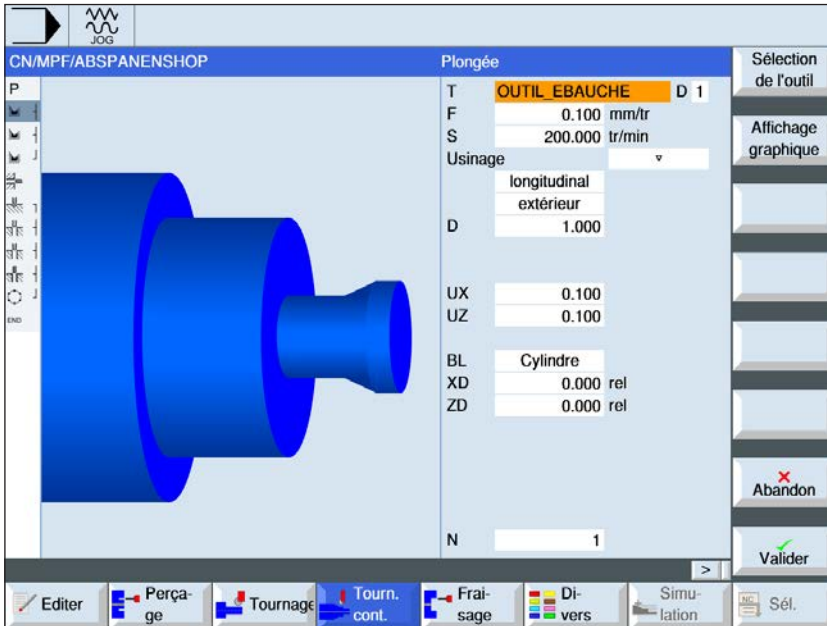 JOG
CN/MPF/ABSPANENSHOP
Plongée
Sélection
de l'outil
P
T OUTIL_EBAUCHE D 1
F 0.100 mm/tr
S 200.000 tr/min
Affichage
graphique
Usinage ▿
longitudinal
extérieur
D 1.000
UX 0.100
UZ 0.100
END
BL Cylindre
XD 0.000 rel
ZD 0.000 rel
Abandon
N 1
Valider
>
Editer
Perça-
ge
Tournage
Tourn.
cont.
Frai-
sage
Di-
vers
Simu-
lation
NC
Sél.